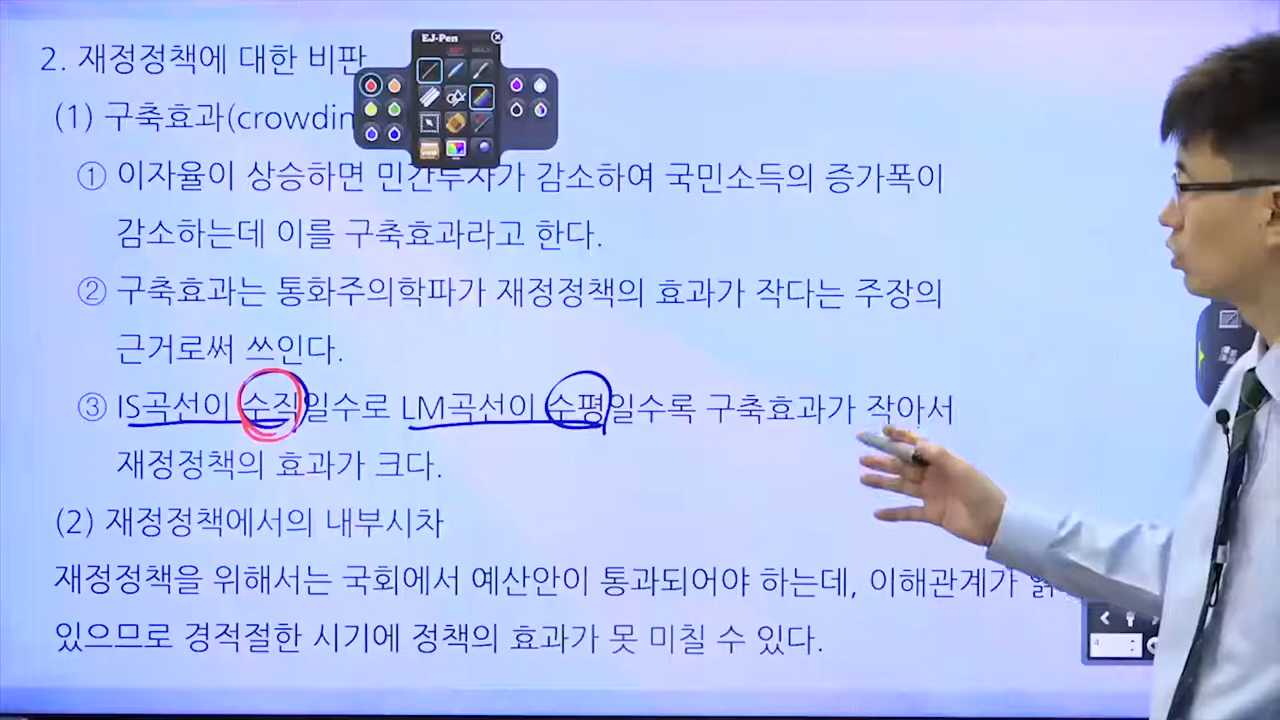 2. 재정정책에 대한 비판
EJ-Pen
(1) 구축효과(crowdin
① 이자율이 상승하면 민간투자가 감소하여 국민소득의 증가폭이
감소하는데 이를 구축효과라고 한다.
② 구축효과는 통화주의학파가 재정정책의 효과가 작다는 주장의
근거로써 쓰인다.
③ IS곡선이 수직일수로 LM곡선이 수평일수록 구축효과가 작아서
재정정책의 효과가 크다.
(2) 재정정책에서의 내부시차
재정정책을 위해서는 국회에서 예산안이 통과되어야 하는데, 이해관계가
있으므로 경적절한 시기에 정책의 효과가 못 미칠 수 있다.